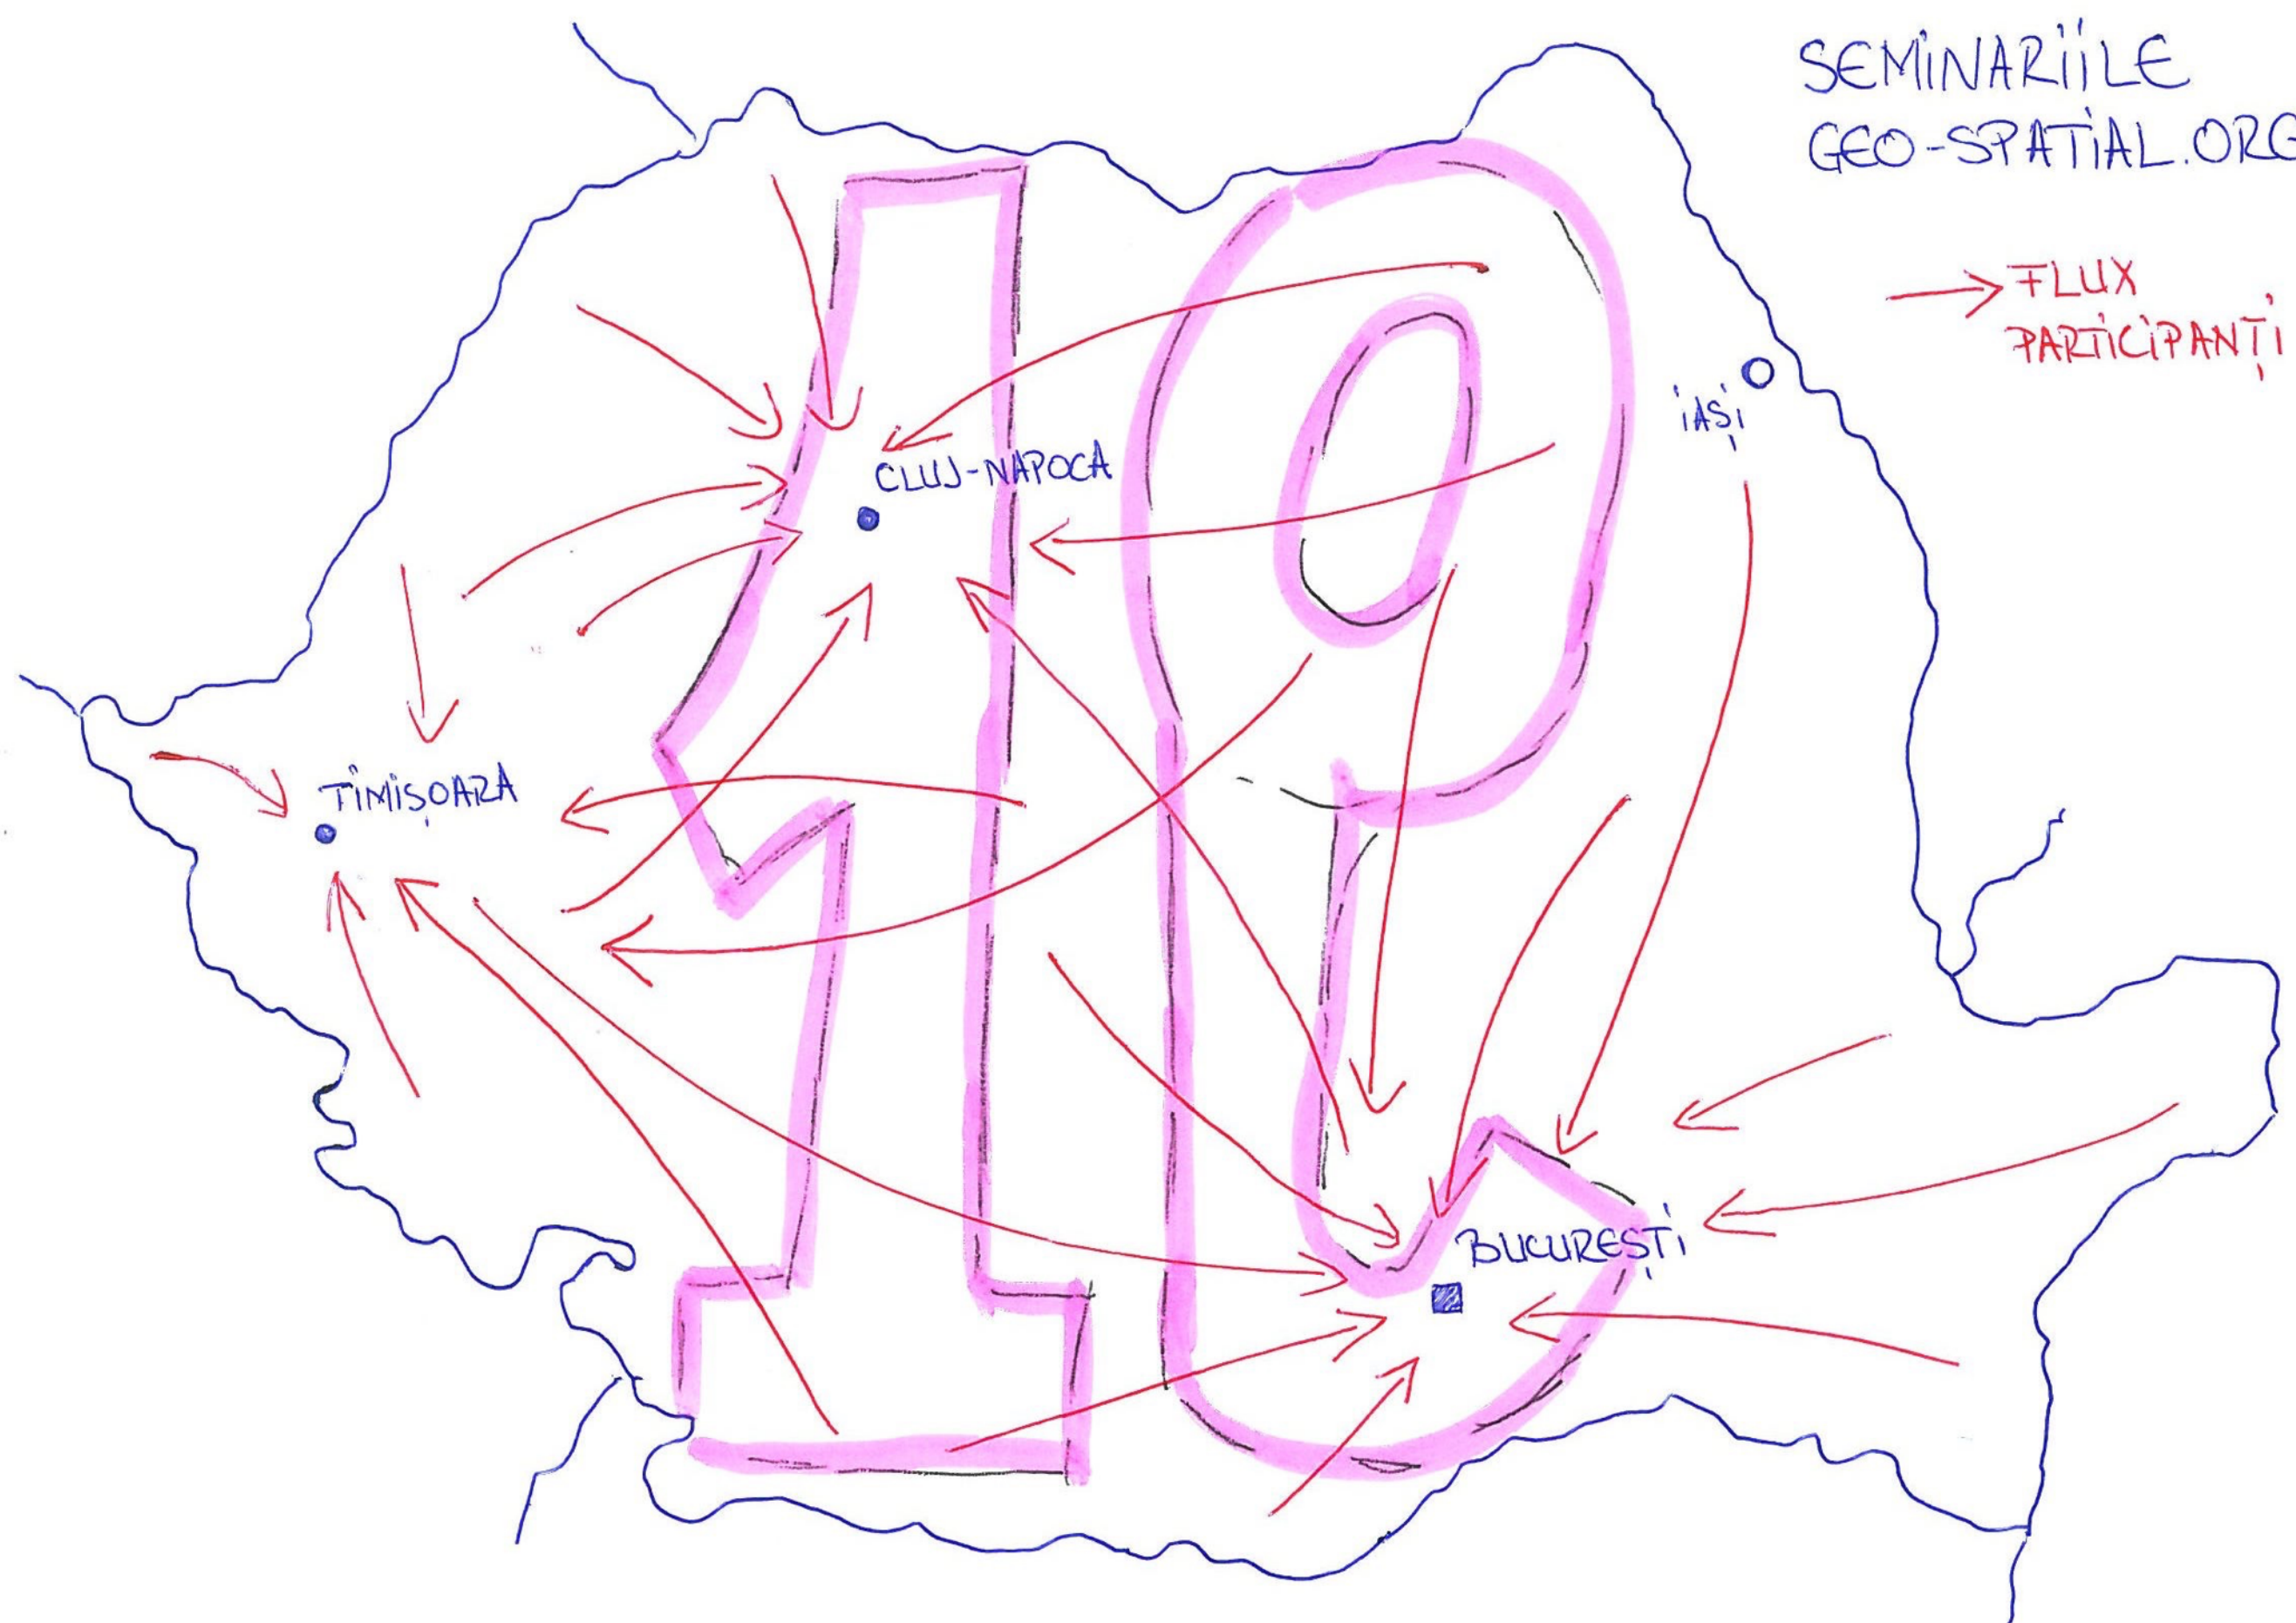 SEMINARIILE
GEO-SPATIAL.ORG
FLUX
PARTICIPANȚI
IAȘI
CLUJ-NAPOCA
TIMIȘOARA
BUCUREȘTI